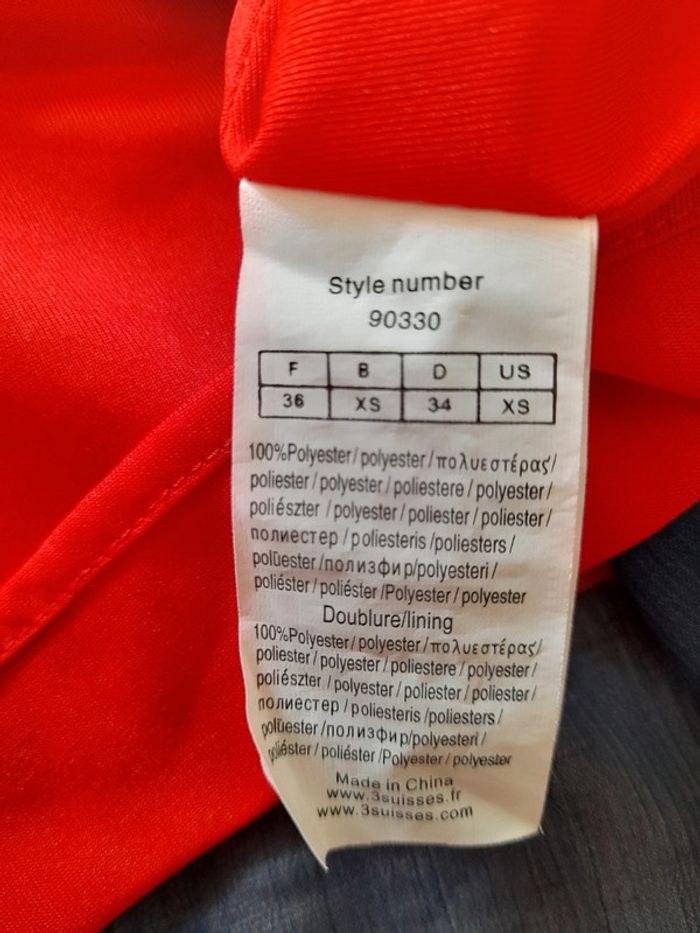 Style number
90330
F B D US
36 XS 34 XS
100%Polyester/polyester/πολυεστέρας/
poliester/polyester/poliestere/polyester/
poliészter/polyester/poliester/poliester/
полиестер/poliesteris/poliesters/
polüester/полизфир/polyesteri/
poliéster/poliéster/Polyester/polyester
Doublure/lining
100%Polyester/polyester/πολυεστέρας/
poliester/polyester/poliestere/polyester/
poliészter/polyester/poliester/poliester/
полиестер/poliesteris/poliesters/
polüester/полизфир/polyesteri/
poliéster/poliéster/Polyester/polyester
Made in China
www.3suisses.fr
www.3suisses.com